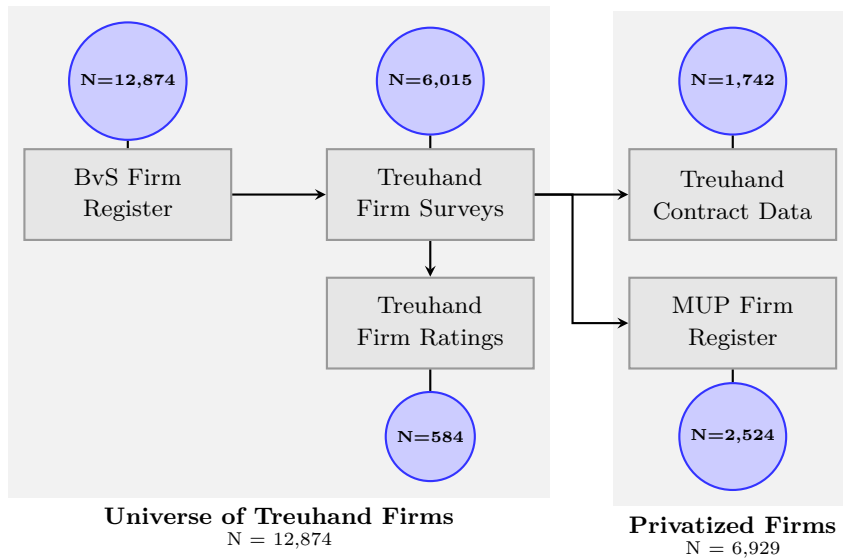 N=12,874
N=6,015
N=1,742
BvS Firm
Register
Treuhand
Firm Surveys
Treuhand
Contract Data
Treuhand
Firm Ratings
MUP Firm
Register
N=584
N=2,524
Universe of Treuhand Firms
N = 12,874
Privatized Firms
N = 6,929